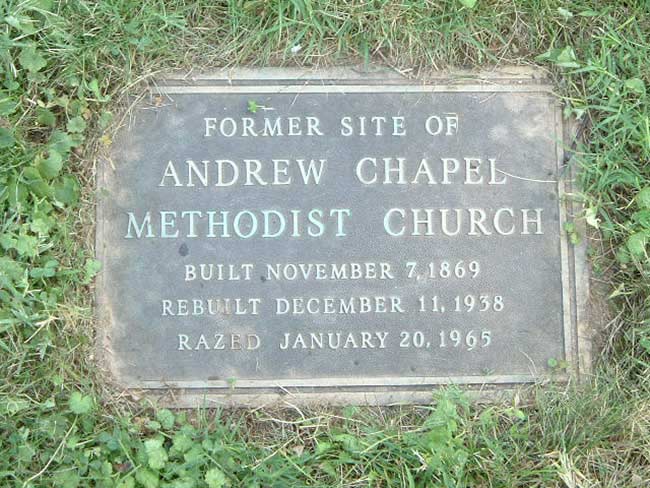 FORMER SITE OF
ANDREW CHAPEL
METHODIST CHURCH
BUILT NOVEMBER 7, 1869
REBUILT DECEMBER 11, 1938
RAZED JANUARY 20, 1965